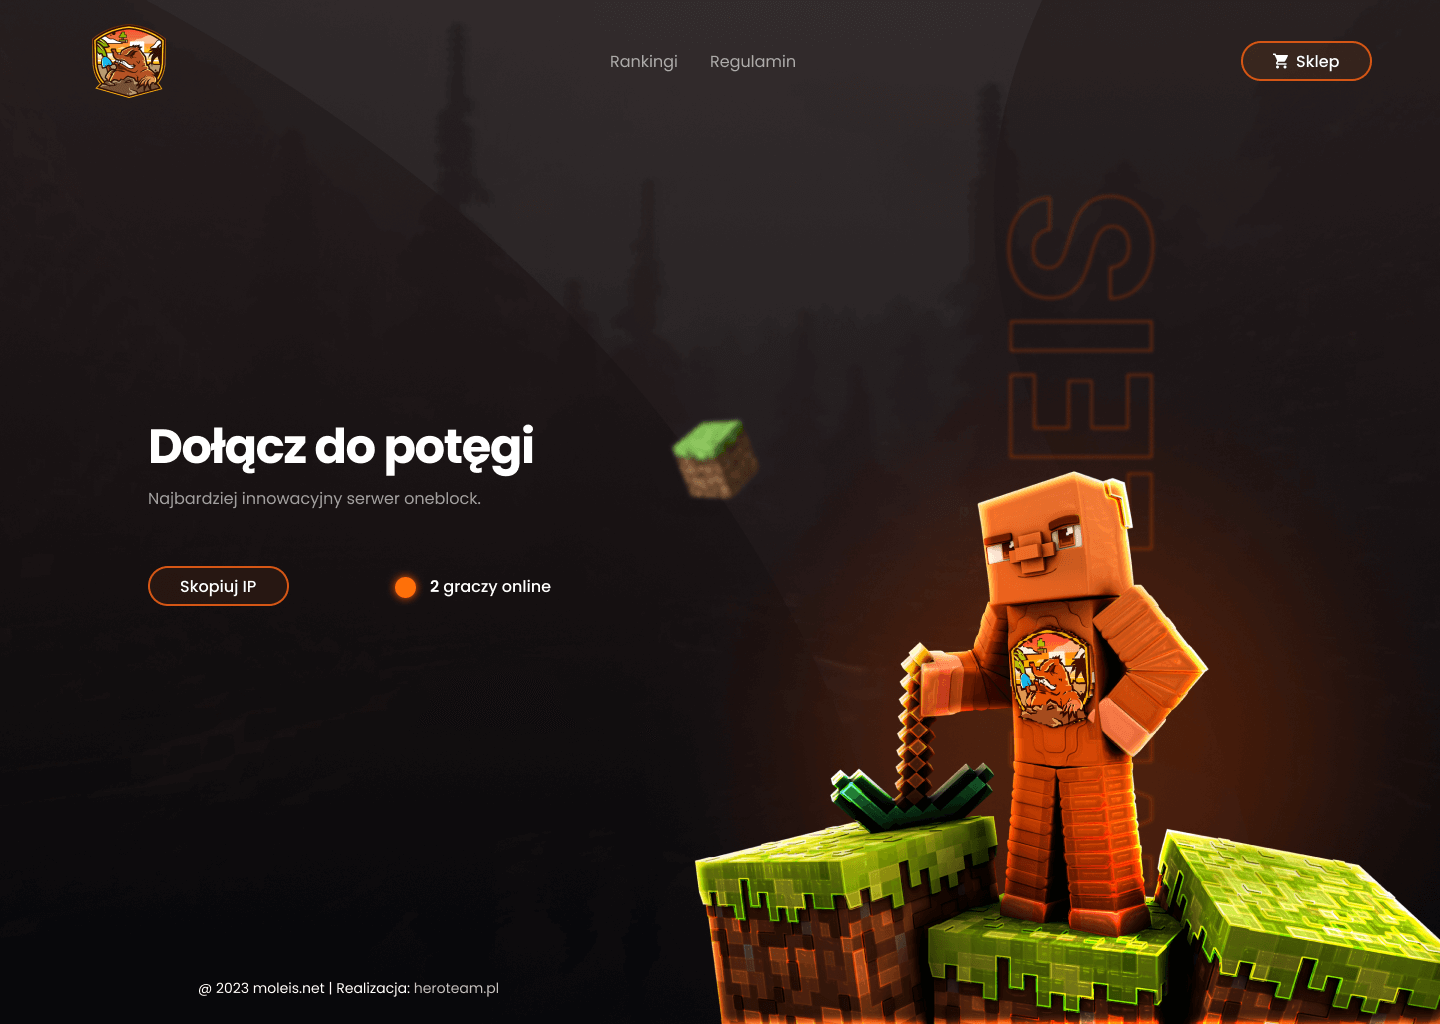 Rankingi Regulamin
Sklep
LEIS
Dołącz do potęgi
Najbardziej innowacyjny serwer oneblock.
Skopiuj IP
2 graczy online
@ 2023 moleis.net | Realizacja: heroteam.pl